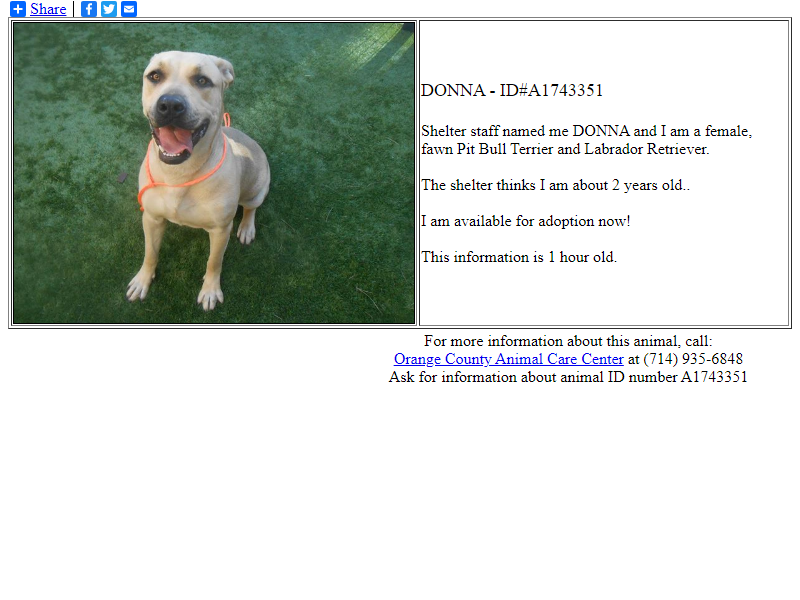 Share
DONNA - ID#A1743351
Shelter staff named me DONNA and I am a female,
fawn Pit Bull Terrier and Labrador Retriever.
The shelter thinks I am about 2 years old..
I am available for adoption now!
This information is 1 hour old.
For more information about this animal, call:
Orange County Animal Care Center at (714) 935-6848
Ask for information about animal ID number A1743351